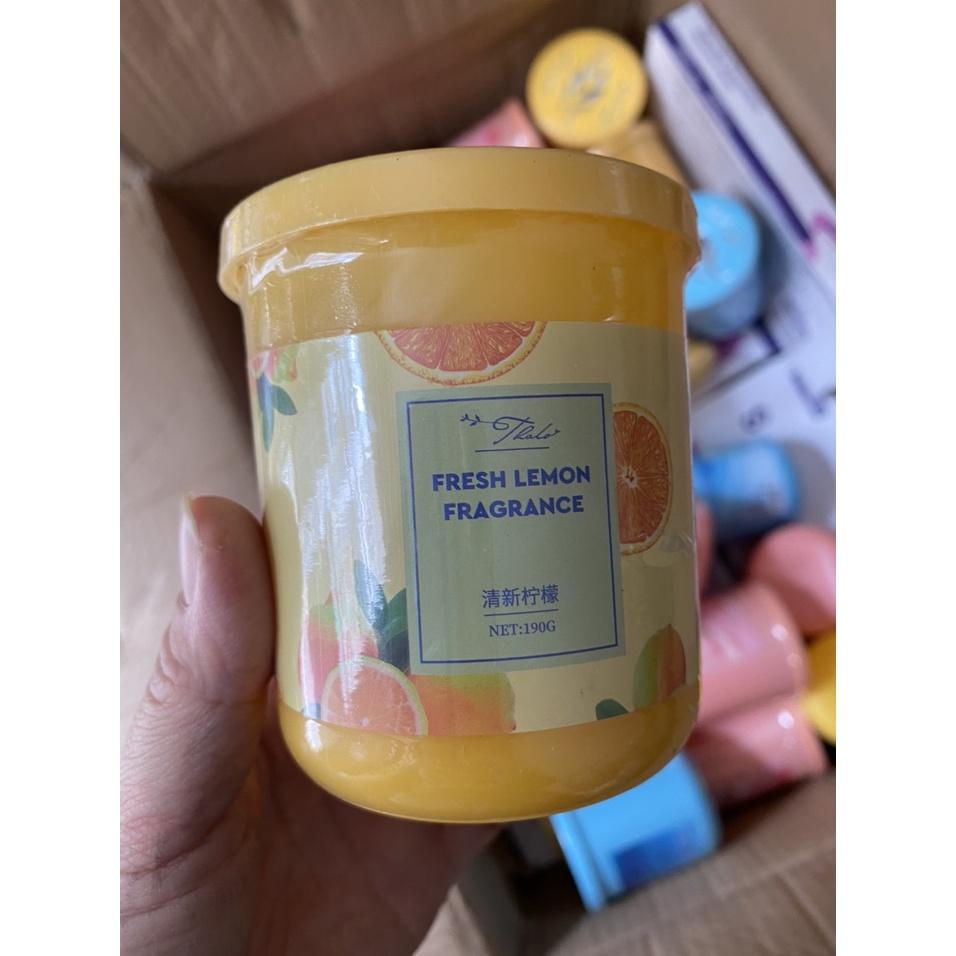 Thalo
FRESH LEMON
FRAGRANCE
清新柠檬
NET:190G